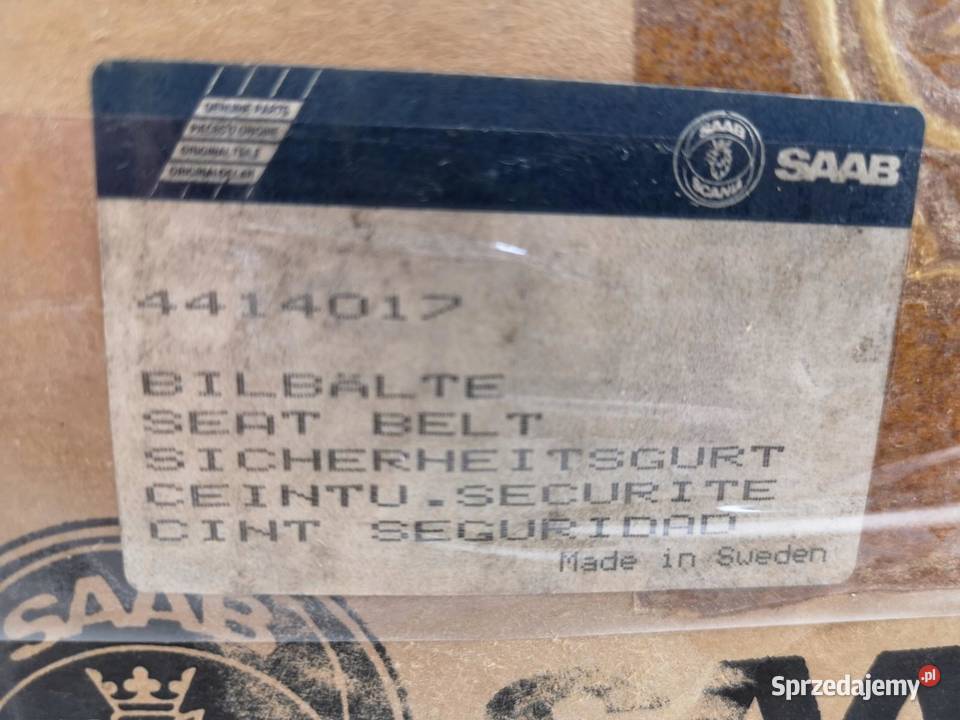 GENUINE PARTS
PIECES D'ORIGINE
ORIGINALTEILE
ORIGINALDELAR
SAAB
SCANIA
SAAB
4414017
BILBÄLTE
SEAT BELT
SICHERHEITSGURT
CEINTU.SECURITE
CINT SEGURIDAD
Made in Sweden
SAAB
Sprzedajemy.pl